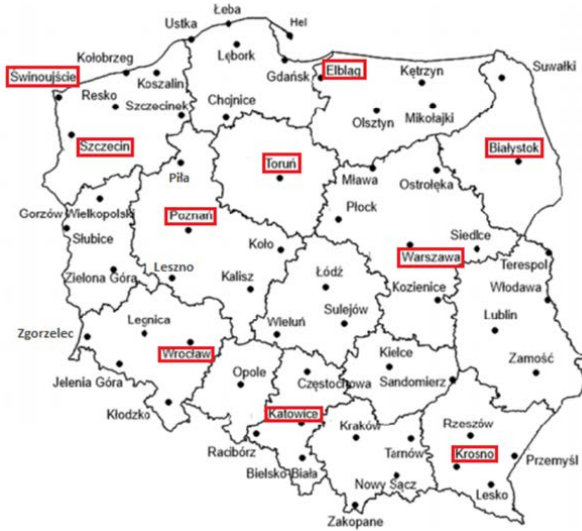 Łeba
Ustka
Hel
Lębork
Kołobrzeg
Gdańsk
Elbląg
Kętrzyn
Suwałki
Świnoujście
Koszalin
Resko
Szczecinek
Chojnice
Olsztyn
Mikołajki
Szczecin
Toruń
Białystok
Piła
Mława
Ostrołęka
Gorzów Wielkopolski
Poznań
Płock
Słubice
Koło
Siedlce
Warszawa
Terespol
Zielona Góra
Leszno
Kalisz
Łódź
Kozienice
Włodawa
Zgorzelec
Legnica
Wieluń
Sulejów
Lublin
Wrocław
Jelenia Góra
Opole
Częstochowa
Kielce
Sandomierz
Zamość
Kłodzko
Katowice
Racibórz
Kraków
Rzeszów
Tarnów
Krosno
Przemyśl
Bielsko-Biała
Nowy Sącz
Lesko
Zakopane